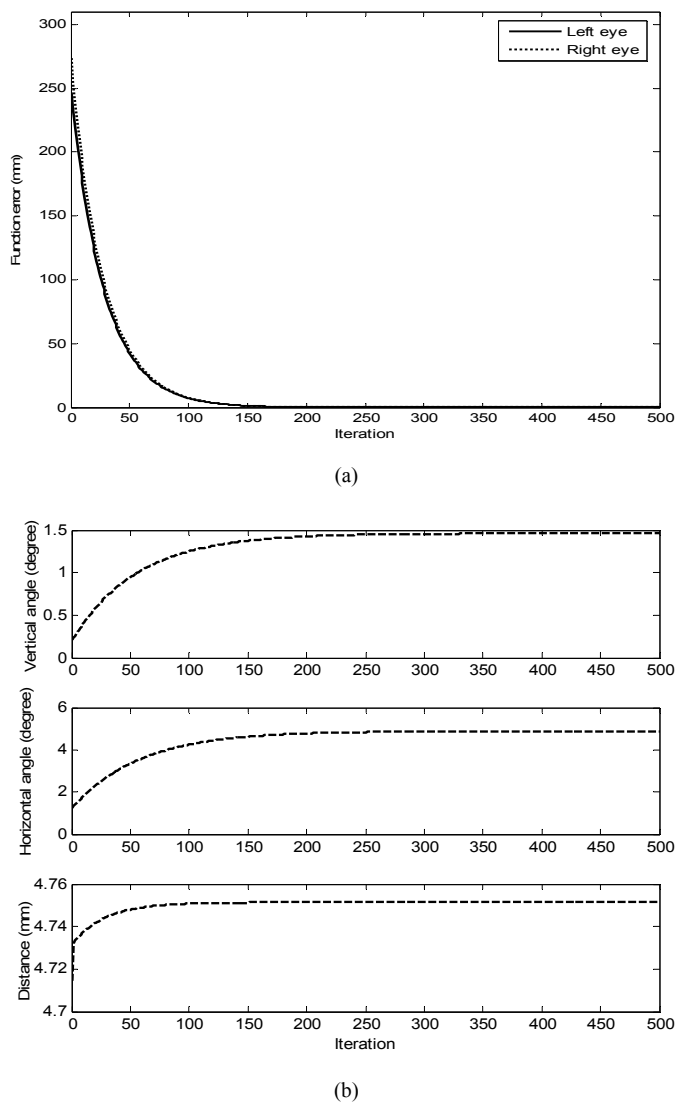 300
250
200
150
100
50
0
Function error (mm)
Left eye
Right eye
0 50 100 150 200 250 300 350 400 450 500
Iteration
(a)
1.5
1
0.5
0
Vertical angle (degree)
0 50 100 150 200 250 300 350 400 450 500
6
4
2
0
Horizontal angle (degree)
0 50 100 150 200 250 300 350 400 450 500
4.76
4.74
4.72
4.7
Distance (mm)
0 50 100 150 200 250 300 350 400 450 500
Iteration
(b)